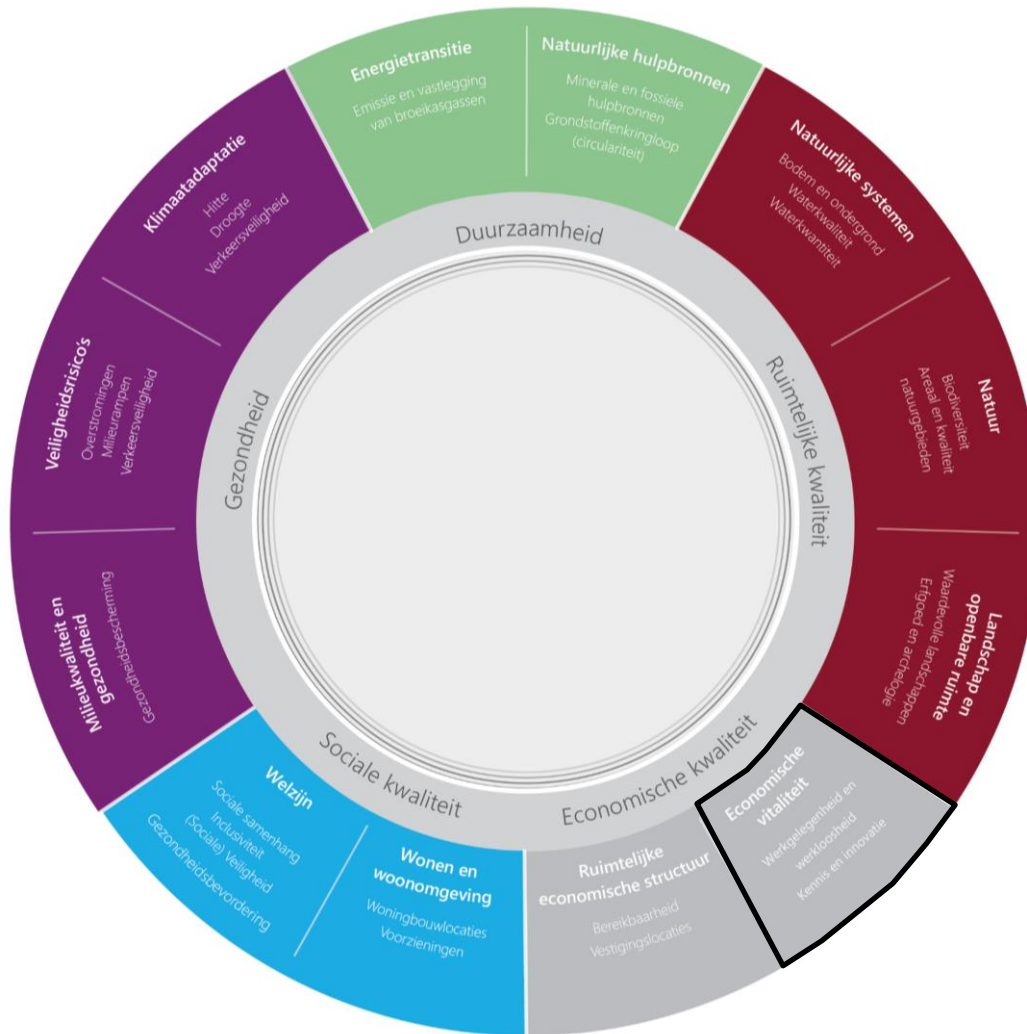 Energietransitie
Emissie en vastlegging
van broeikasgassen
Natuurlijke hulpbronnen
Minerale en fossiele
hulpbronnen
Grondstoffenkringloop
(circulariteit)
Natuurlijke systemen
Bodem en ondergrond
Waterkwaliteit
Waterkwantiteit
Natuur
Biodiversiteit
Areaal en kwaliteit
natuurgebieden
Landschap en
openbare ruimte
Waardevolle landschappen
Erfgoed en archelogie
Economische
vitaliteit
Werkgelegenheid en
werkloosheid
Kennis en innovatie
Ruimtelijke
economische structuur
Bereikbaarheid
Vestigingslocaties
Wonen en
woonomgeving
Woningbouwlocaties
Voorzieningen
Welzijn
Sociale samenhang
Inclusiviteit
(Sociale) Veiligheid
Gezondheidsbevordering
Milieukwaliteit en
gezondheid
Gezondheidsbescherming
Veiligheidsrisico's
Overstromingen
Milieurampen
Verkeersveiligheid
Klimaatadaptatie
Hitte
Droogte
Verkeersveiligheid
Duurzaamheid
Ruimtelijke kwaliteit
Economische kwaliteit
Sociale kwaliteit
Gezondheid